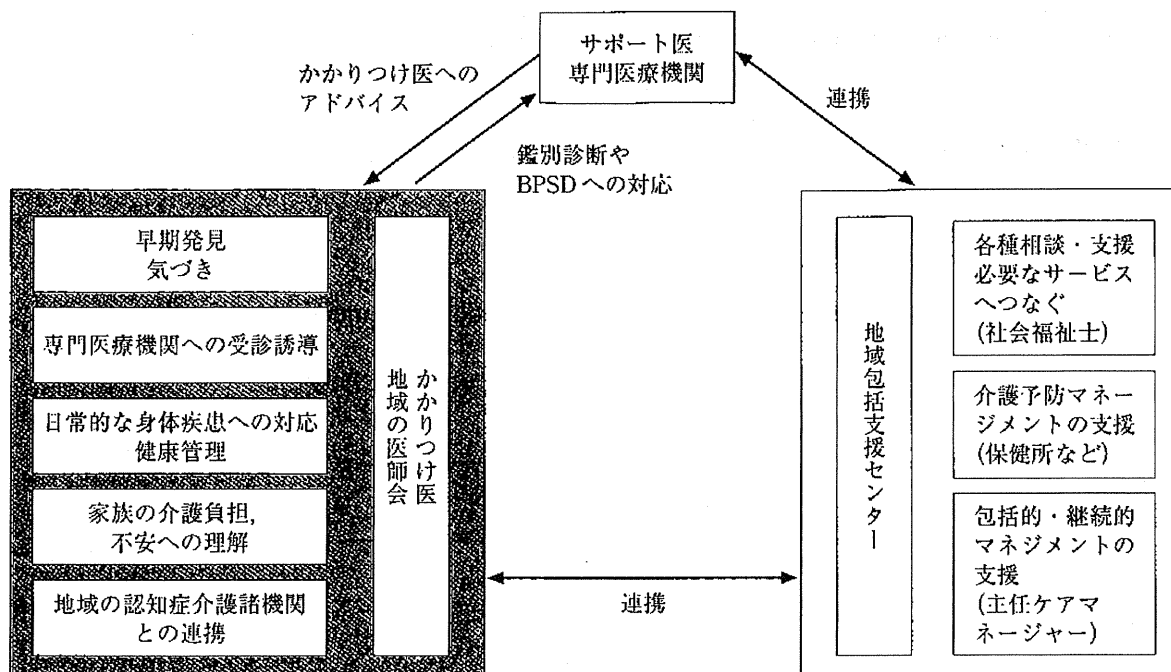 サポート医
専門医療機関
かかりつけ医への
アドバイス
連携
鑑別診断や
BPSDへの対応
早期発見
気づき
専門医療機関への受診誘導
日常的な身体疾患への対応
健康管理
家族の介護負担,
不安への理解
地域の認知症介護諸機関
との連携
かかりつけ医
地域の医師会
連携
地域包括支援センター
各種相談・支援
必要なサービス
へつなぐ
(社会福祉士)
介護予防マネー
ジメントの支援
(保健所など)
包括的・継続的
マネジメントの
支援
(主任ケアマ
ネージャー)